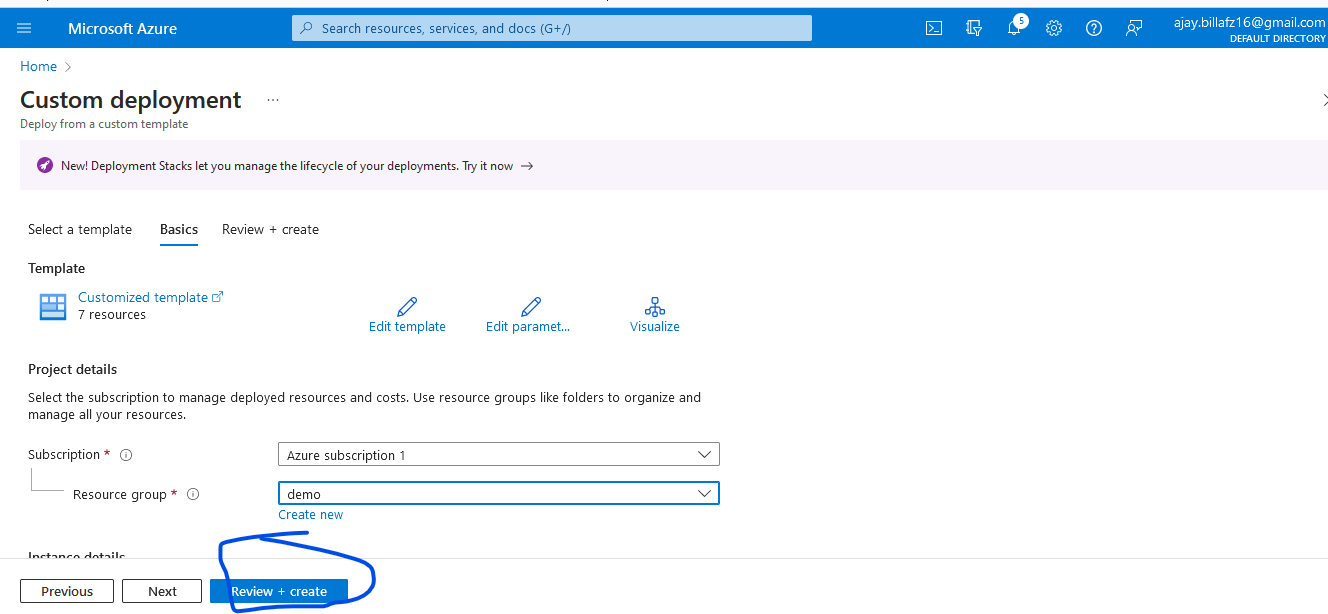 Microsoft Azure
Search resources, services, and docs (G+/)
5
ajay.billafz16@gmail.com
DEFAULT DIRECTORY
Home
Custom deployment ...
Deploy from a custom template
New! Deployment Stacks let you manage the lifecycle of your deployments. Try it now →
Select a template Basics Review + create
Template
Customized template
7 resources
Edit template Edit paramet... Visualize
Project details
Select the subscription to manage deployed resources and costs. Use resource groups like folders to organize and
manage all your resources.
Subscription * Azure subscription 1
Resource group * demo
Create new
Instance details
Previous Next Review + create